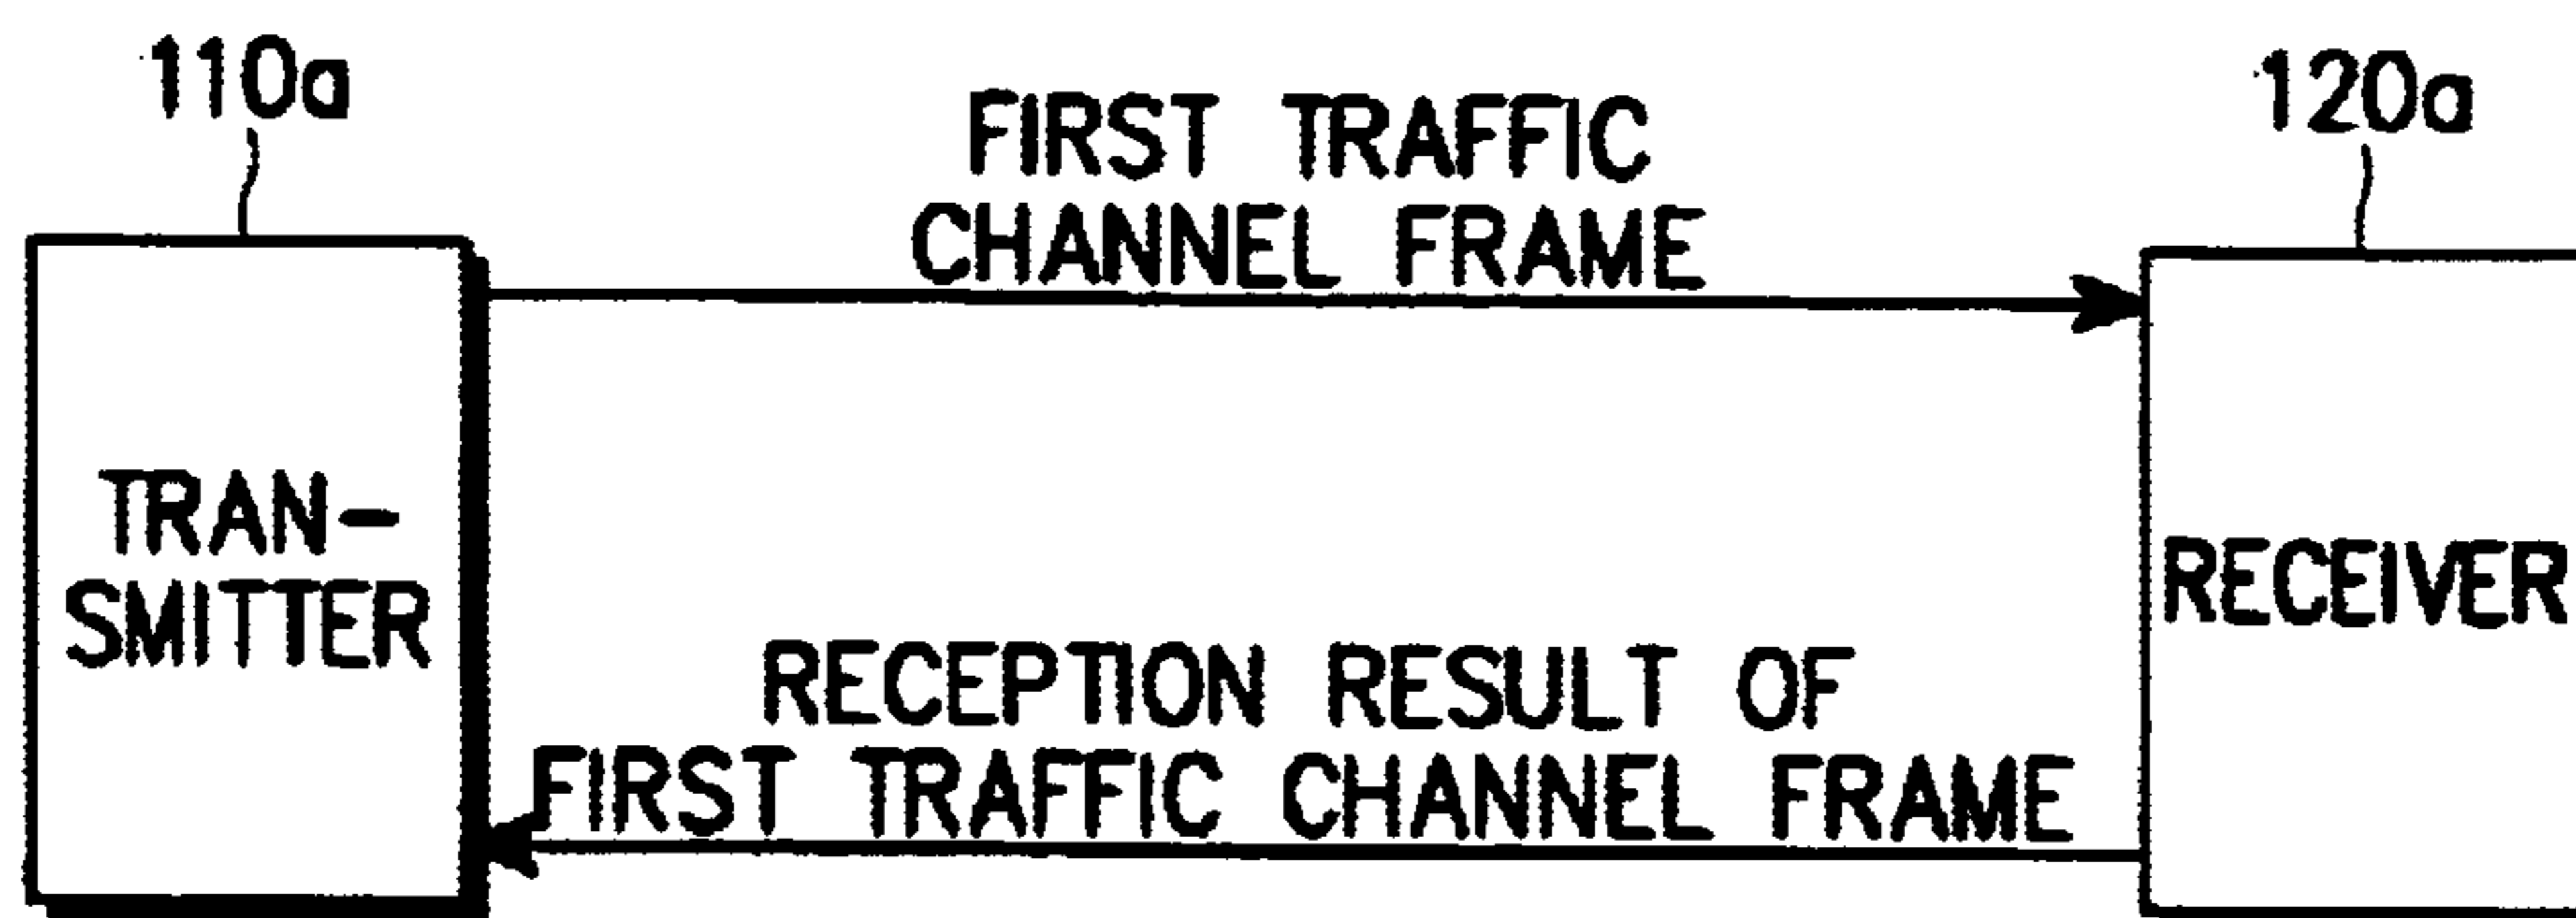 110a
120a
FIRST TRAFFIC
CHANNEL FRAME
TRAN-
SMITTER
RECEIVER
RECEPTION RESULT OF
FIRST TRAFFIC CHANNEL FRAME